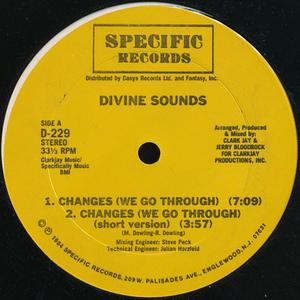 SPECIFIC
RECORDS
Distributed by Easys Records Ltd. and Fantasy, Inc.
DIVINE SOUNDS
SIDE A
D-229
STEREO
33⅓ RPM
Clarkjay Music/
Specifically Music
BMI
Arranged, Produced
& Mixed by:
CLARK JAY &
JERRY BLOODROCK
FOR CLARKJAY
PRODUCTIONS, INC.
1. CHANGES (WE GO THROUGH) (7:09)
2. CHANGES (WE GO THROUGH)
(short version) (3:57)
(M. Dowling-R. Dowling)
Mixing Engineer: Steve Peck
Technical Engineer: Julian Herzfeld
℗ 1984 SPECIFIC RECORDS, 209 W. PALISADES AVE., ENGLEWOOD, N.J. 07631